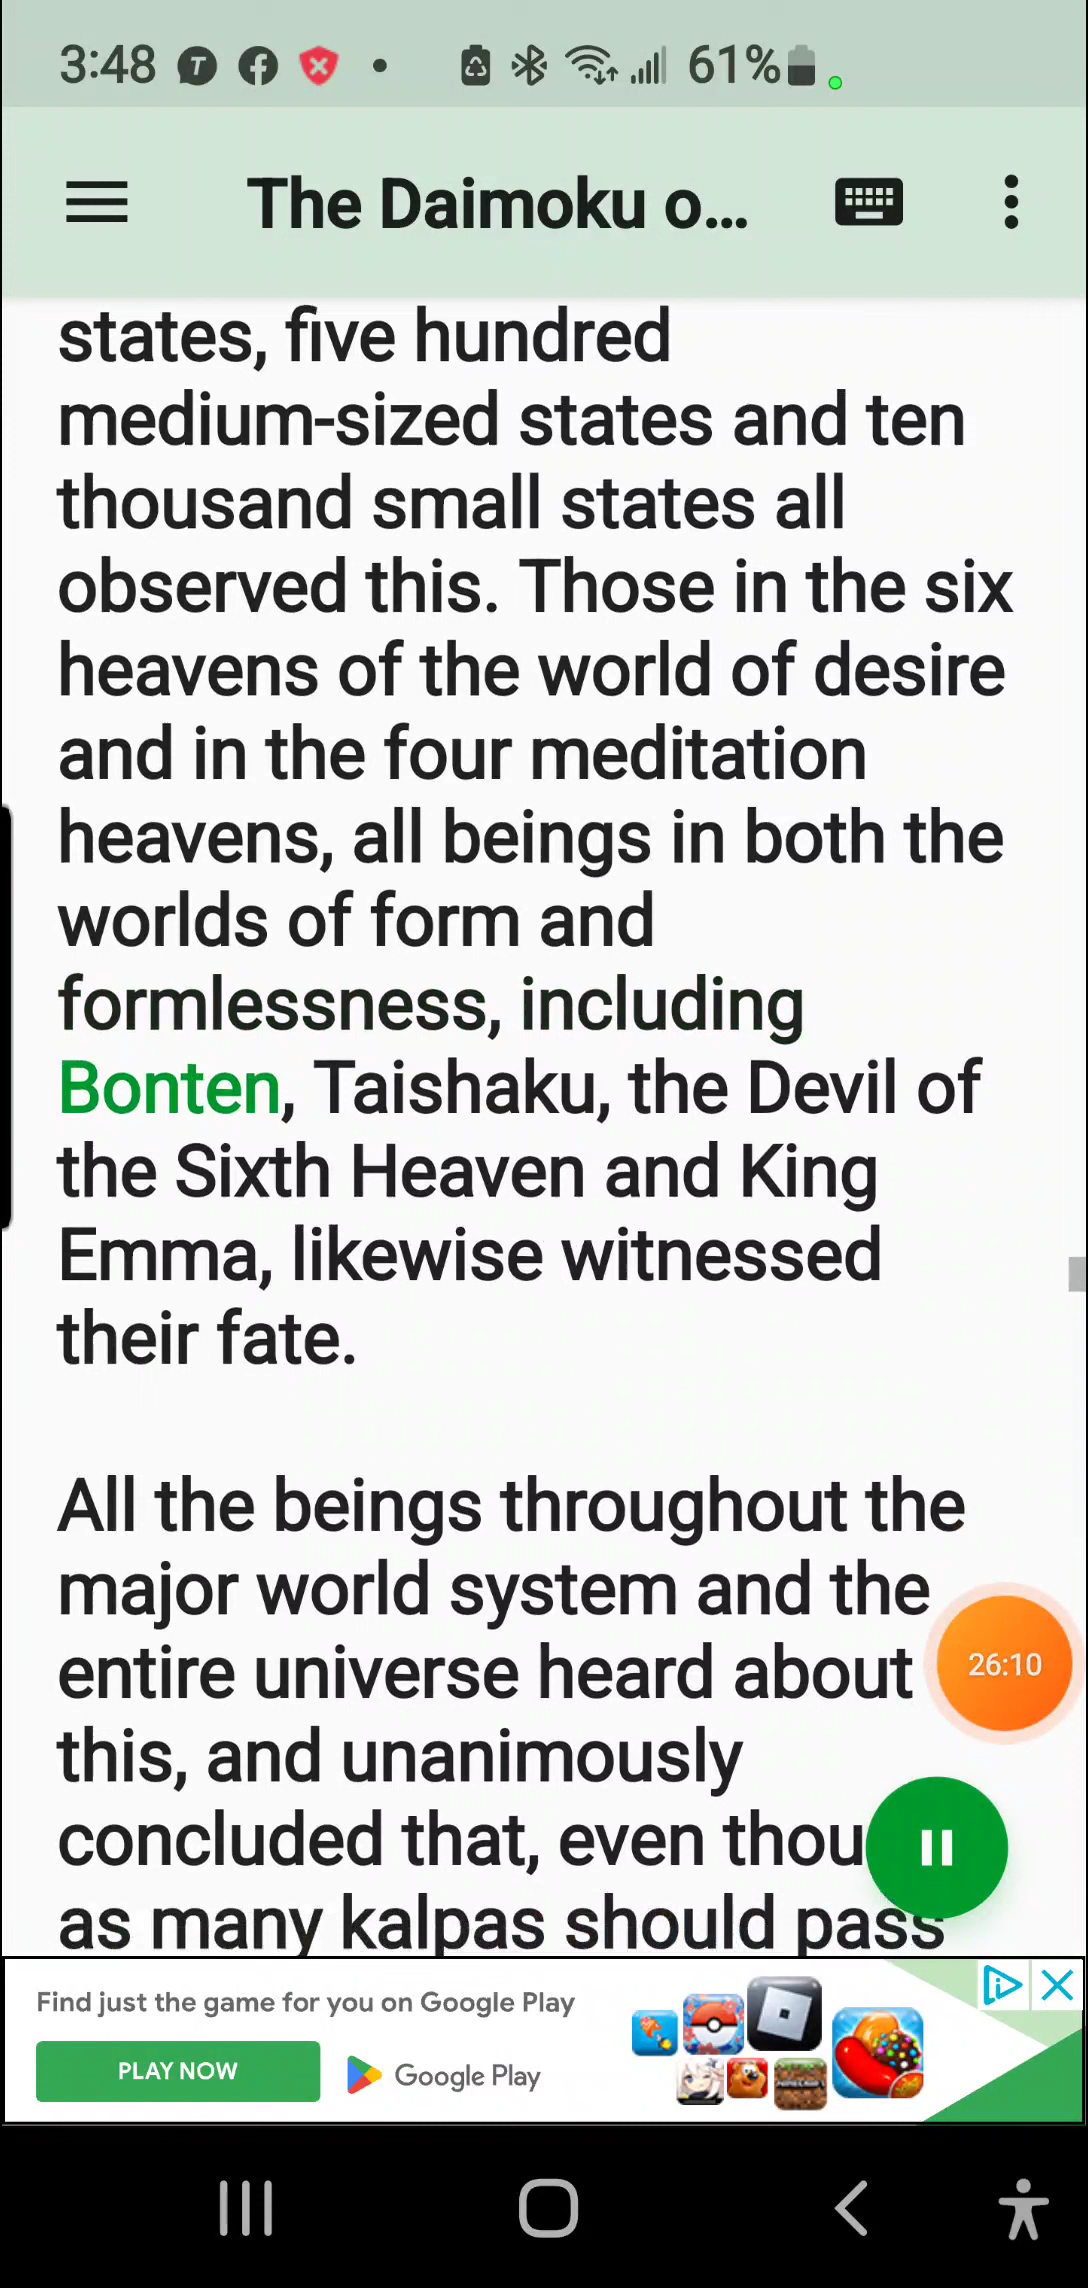 3:48
61%
The Daimoku o...
states, five hundred
medium-sized states and ten
thousand small states all
observed this. Those in the six
heavens of the world of desire
and in the four meditation
heavens, all beings in both the
worlds of form and
formlessness, including
Bonten, Taishaku, the Devil of
the Sixth Heaven and King
Emma, likewise witnessed
their fate.
All the beings throughout the
major world system and the
entire universe heard about
26:10
this, and unanimously
concluded that, even thou
as many kalpas should pass
Find just the game for you on Google Play
PLAY NOW
Google Play